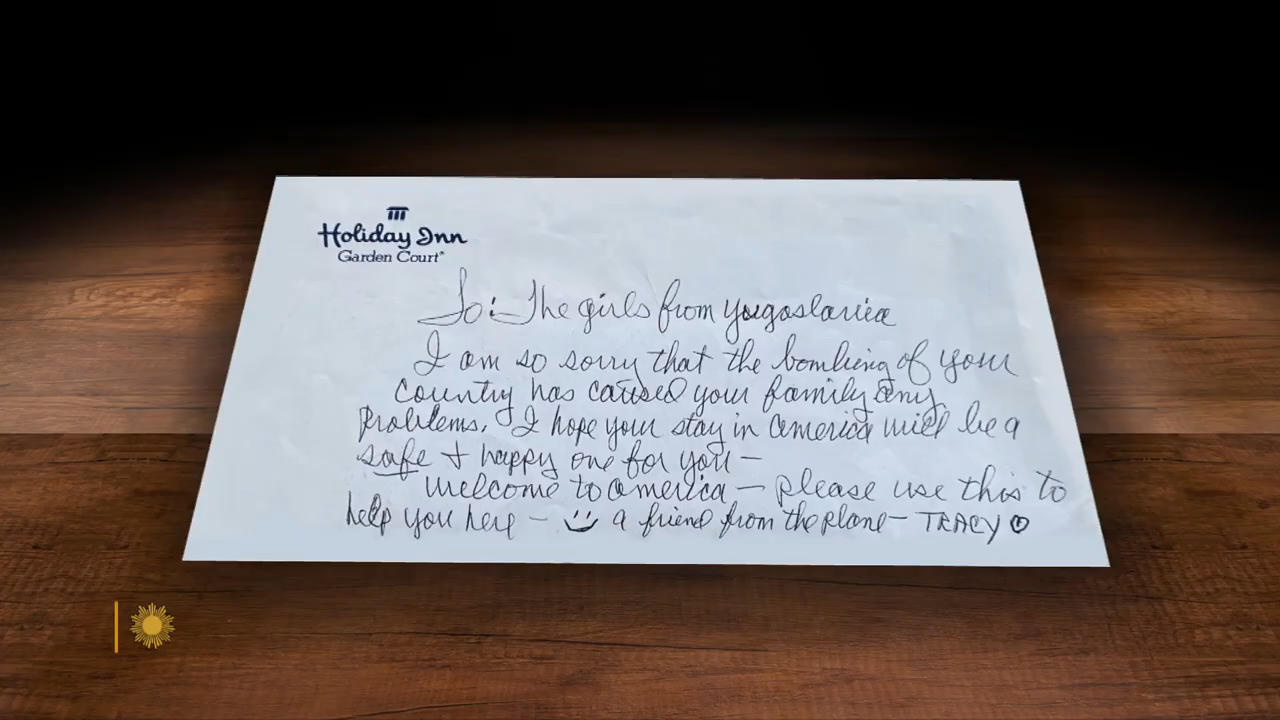 Holiday Inn
Garden Court*
To: The girls from Yugoslavia
I am so sorry that the bombing of your
Country has caused your family any
Problems. I hope your stay in America will be a
safe + happy one for you —
Welcome to America — please use this to
help you here — a friend from the plane — TRACY